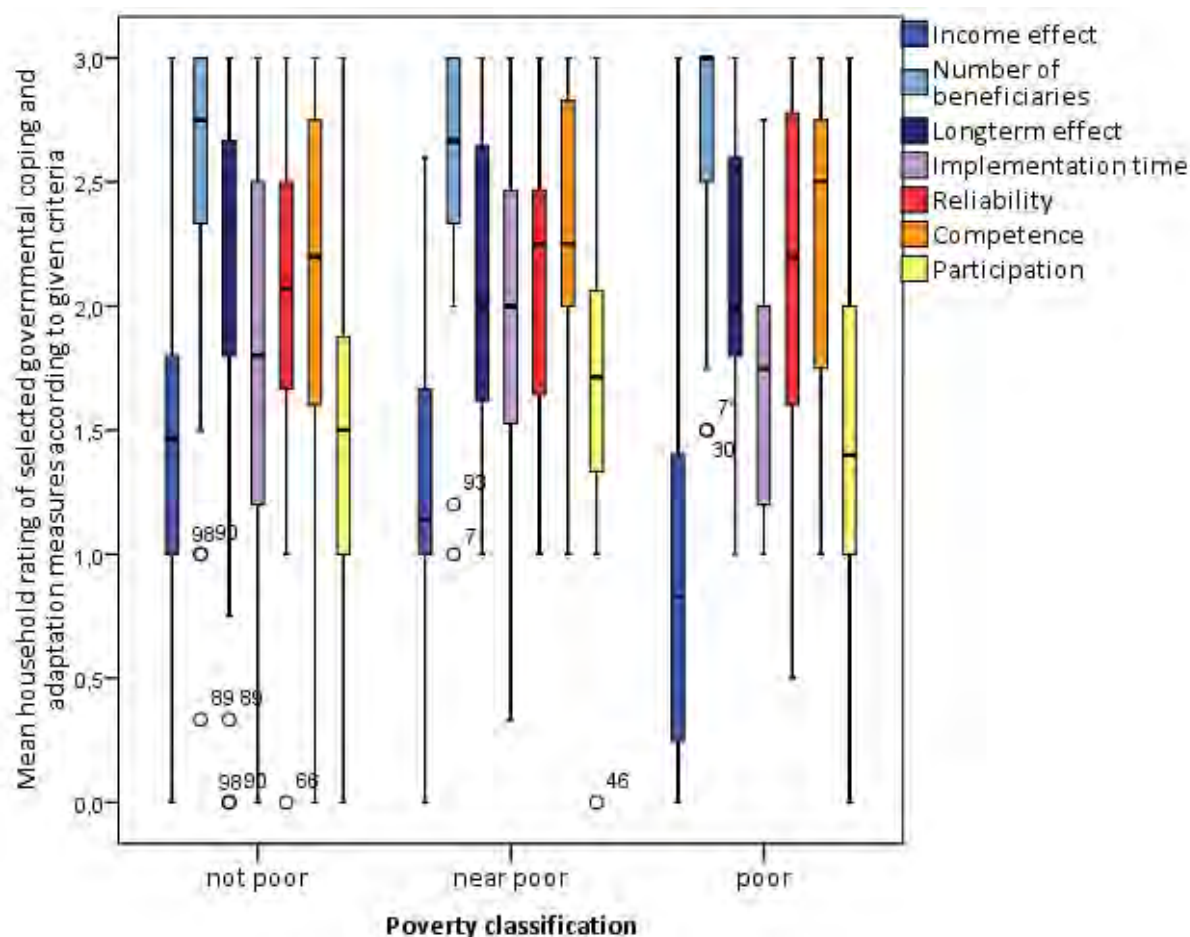 Mean household rating of selected governmental coping and
adaptation measures according to given criteria
3.0
2.5
2.0
1.5
1.0
0.5
0.0
9890
89 89
9890
66
93
7
46
7
30
not poor
near poor
poor
Poverty classification
Income effect
Number of
beneficiaries
Longterm effect
Implementation time
Reliability
Competence
Participation